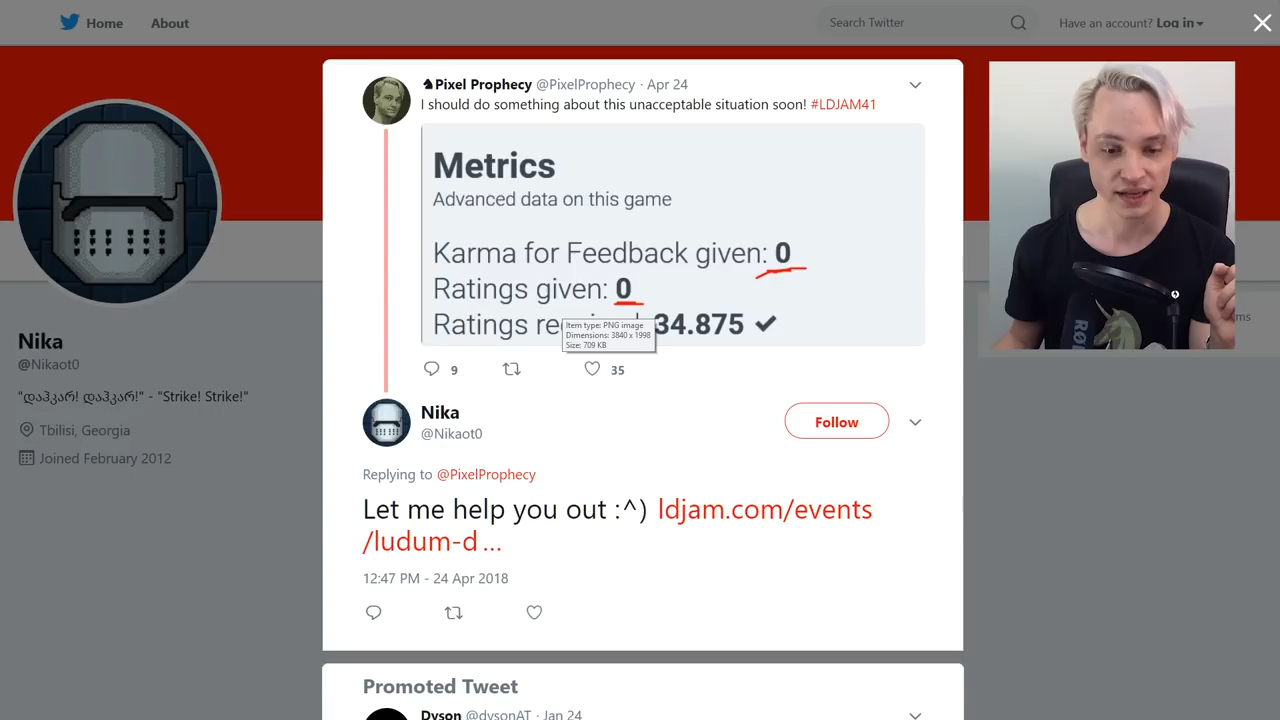 Home
About
Search Twitter
Have an account? Log in
Pixel Prophecy @PixelProphecy · Apr 24
I should do something about this unacceptable situation soon! #LDJAM41
Metrics
Advanced data on this game
Karma for Feedback given: 0
Ratings given: 0
Ratings 34.875
Item type: PNG image
Dimensions: 3840 x 1998
Size: 709 KB
9
35
Nika
@Nikaot0
Follow
Replying to @PixelProphecy
Let me help you out :^) ldjam.com/events
/ludum-d…
12:47 PM - 24 Apr 2018
Promoted Tweet
Dyson @dysonAT · Jan 24
Nika
@Nikaot0
"დაჰკარ! დაჰკარ!" - "Strike! Strike!"
Tbilisi, Georgia
Joined February 2012